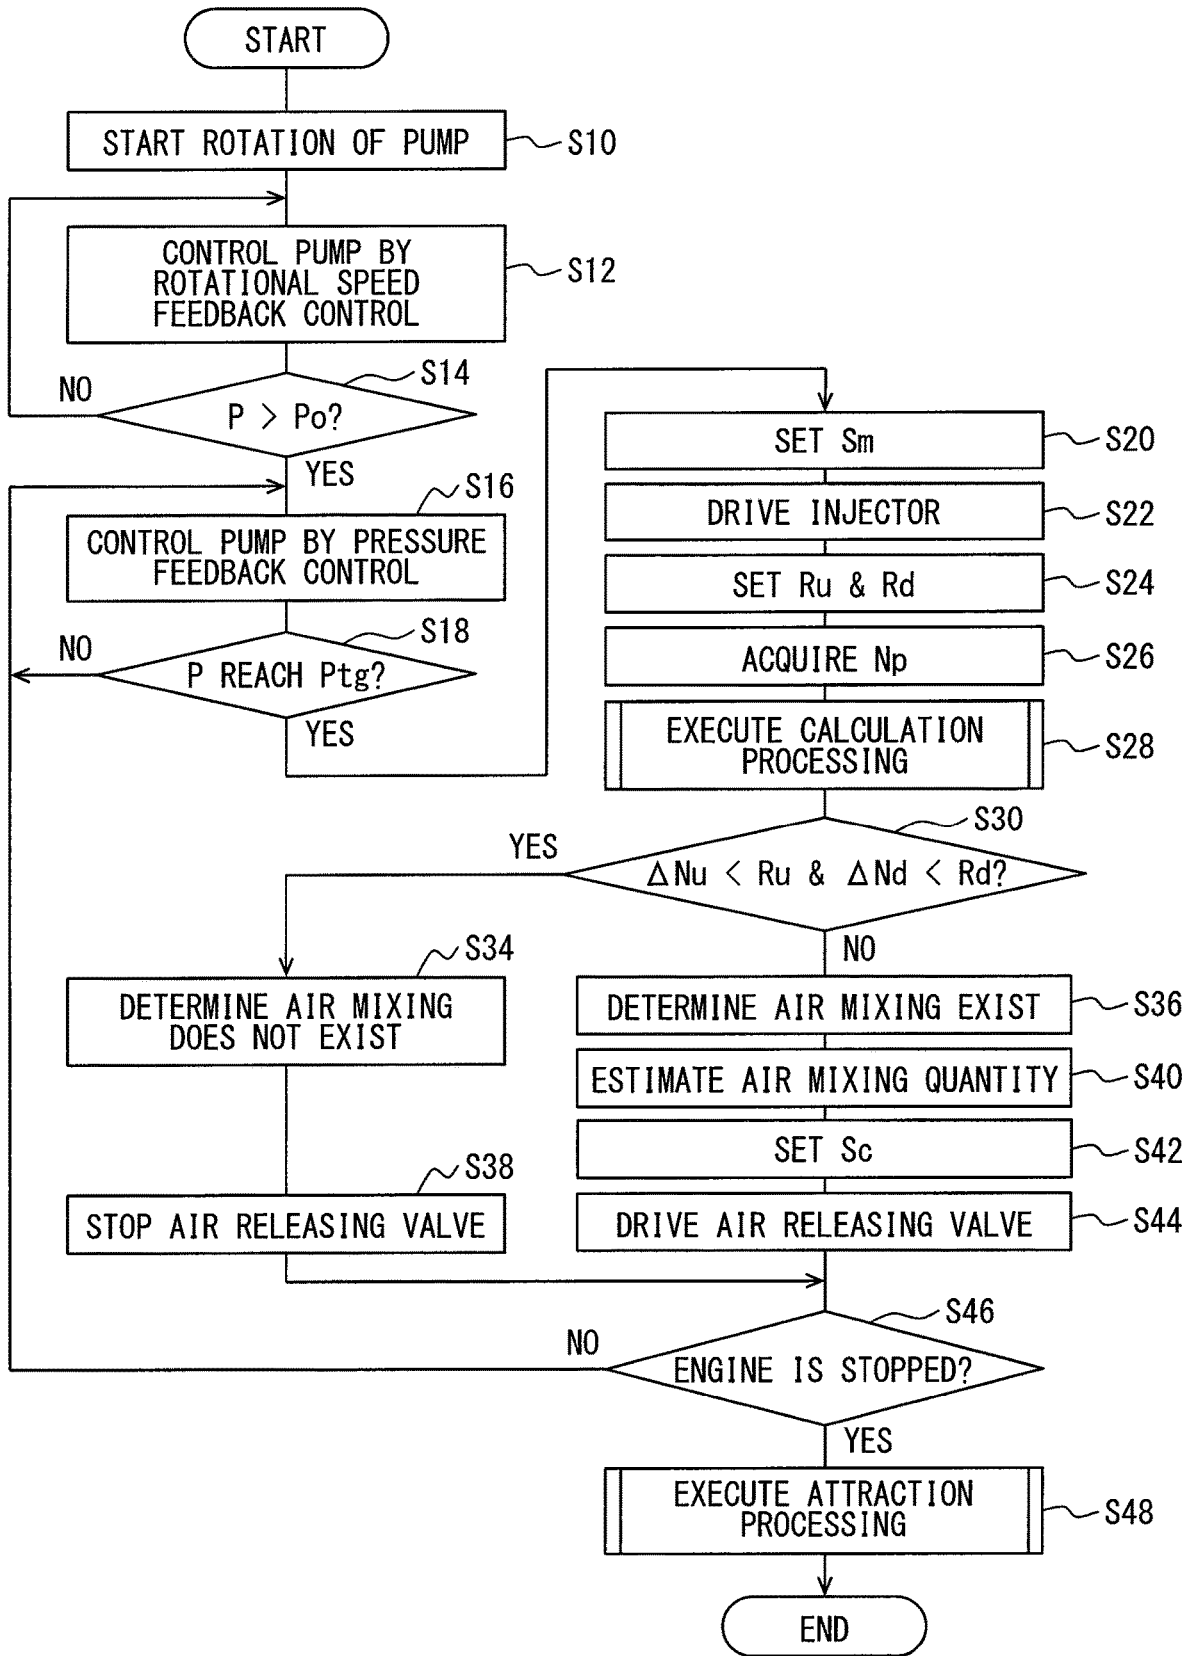 START
START ROTATION OF PUMP
S10
CONTROL PUMP BY
ROTATIONAL SPEED
FEEDBACK CONTROL
S12
S14
NO
P > Po?
YES
S16
CONTROL PUMP BY PRESSURE
FEEDBACK CONTROL
S18
NO
P REACH Ptg?
YES
SET Sm
S20
DRIVE INJECTOR
S22
SET Ru & Rd
S24
ACQUIRE Np
S26
EXECUTE CALCULATION
PROCESSING
S28
S30
YES
ΔNu < Ru & ΔNd < Rd?
NO
S34
DETERMINE AIR MIXING
DOES NOT EXIST
DETERMINE AIR MIXING EXIST
S36
ESTIMATE AIR MIXING QUANTITY
S40
SET Sc
S42
S38
STOP AIR RELEASING VALVE
DRIVE AIR RELEASING VALVE
S44
S46
NO
ENGINE IS STOPPED?
YES
EXECUTE ATTRACTION
PROCESSING
S48
END